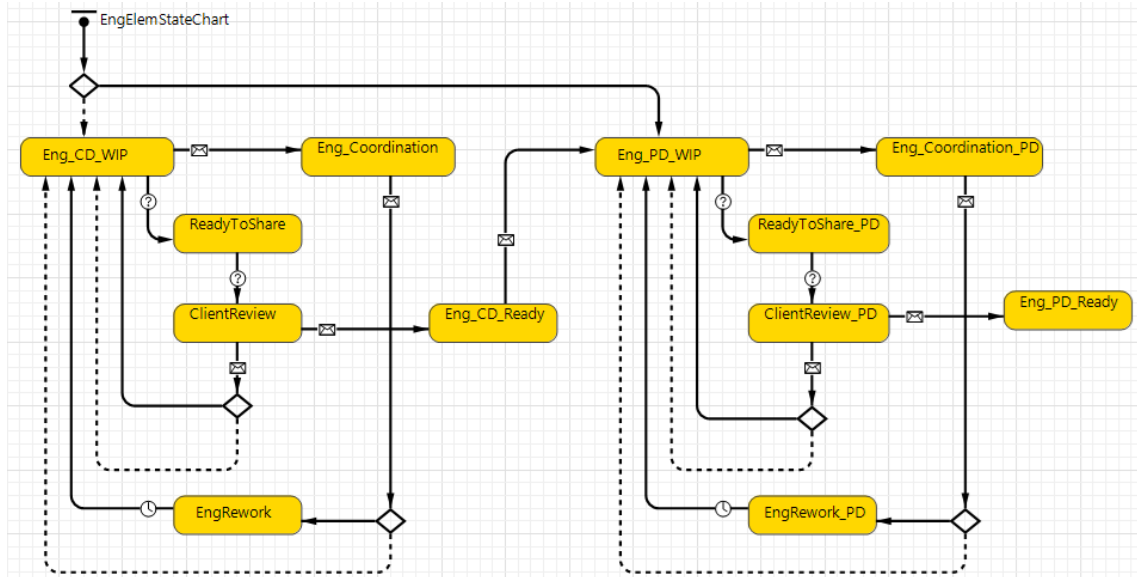 EngElemStateChart
Eng_CD_WIP
Eng_Coordination
Eng_PD_WIP
Eng_Coordination_PD
ReadyToShare
ReadyToShare_PD
ClientReview
Eng_CD_Ready
ClientReview_PD
Eng_PD_Ready
EngRework
EngRework_PD